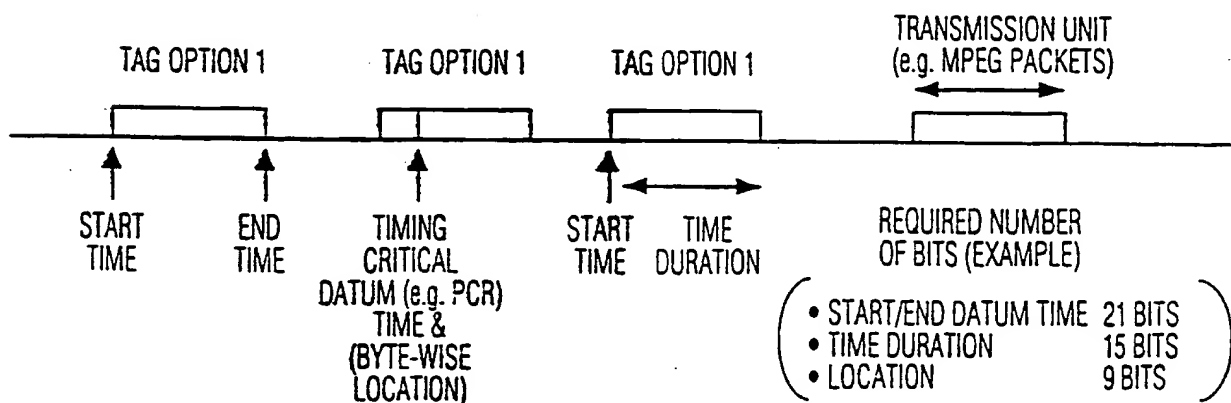 TAG OPTION 1
TAG OPTION 1
TAG OPTION 1
TRANSMISSION UNIT
(e.g. MPEG PACKETS)
START
TIME
END
TIME
TIMING
CRITICAL
DATUM (e.g. PCR)
TIME &
(BYTE-WISE
LOCATION)
START
TIME
TIME
DURATION
REQUIRED NUMBER
OF BITS (EXAMPLE)
• START/END DATUM TIME 21 BITS
• TIME DURATION 15 BITS
• LOCATION 9 BITS